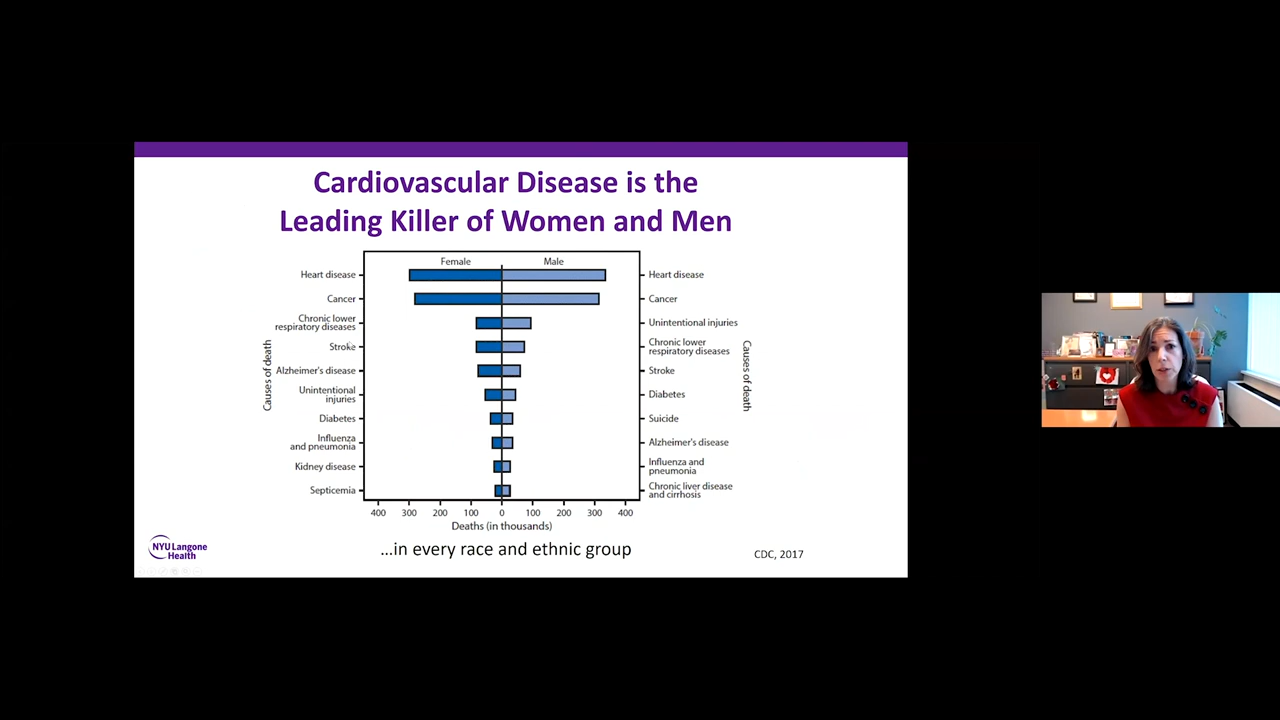 Cardiovascular Disease is the
Leading Killer of Women and Men
Female
Male
Heart disease
Cancer
Chronic lower
respiratory diseases
Stroke
Alzheimer's disease
Unintentional
injuries
Diabetes
Influenza
and pneumonia
Kidney disease
Septicemia
Causes of death
Heart disease
Cancer
Unintentional injuries
Chronic lower
respiratory diseases
Stroke
Diabetes
Suicide
Alzheimer's disease
Influenza and
pneumonia
Chronic liver disease
and cirrhosis
Causes of death
400 300 200 100 0 100 200 300 400
Deaths (in thousands)
...in every race and ethnic group
CDC, 2017
NYU Langone
Health